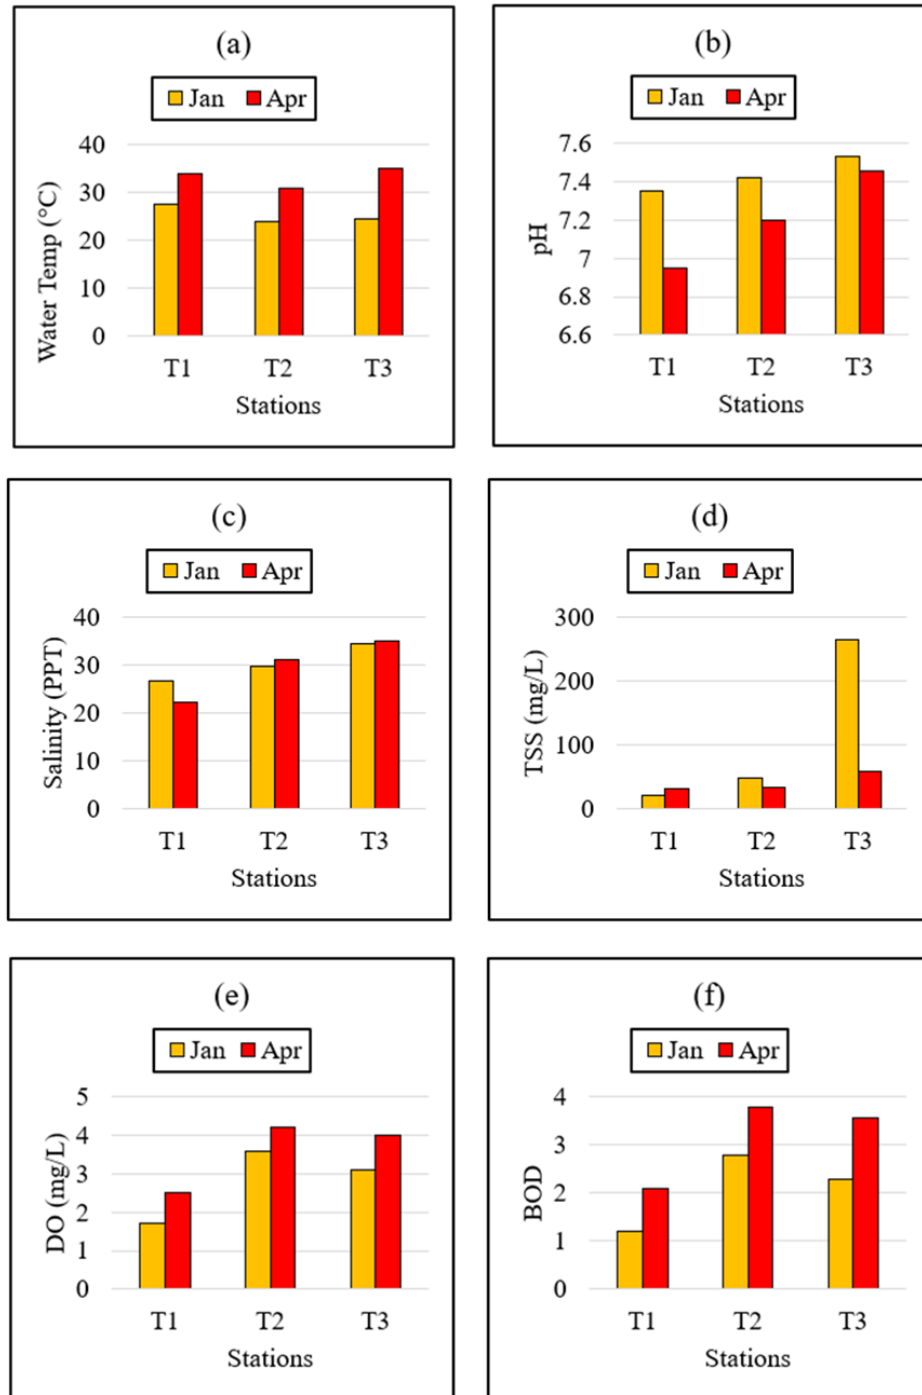 (a)
Jan Apr
Water Temp (°C)
40
30
20
10
0
T1 T2 T3
Stations
(b)
Jan Apr
pH
7.6
7.4
7.2
7
6.8
6.6
T1 T2 T3
Stations
(c)
Jan Apr
Salinity (PPT)
40
30
20
10
0
T1 T2 T3
Stations
(d)
Jan Apr
TSS (mg/L)
300
200
100
0
T1 T2 T3
Stations
(e)
Jan Apr
DO (mg/L)
5
4
3
2
1
0
T1 T2 T3
Stations
(f)
Jan Apr
BOD
4
3
2
1
0
T1 T2 T3
Stations